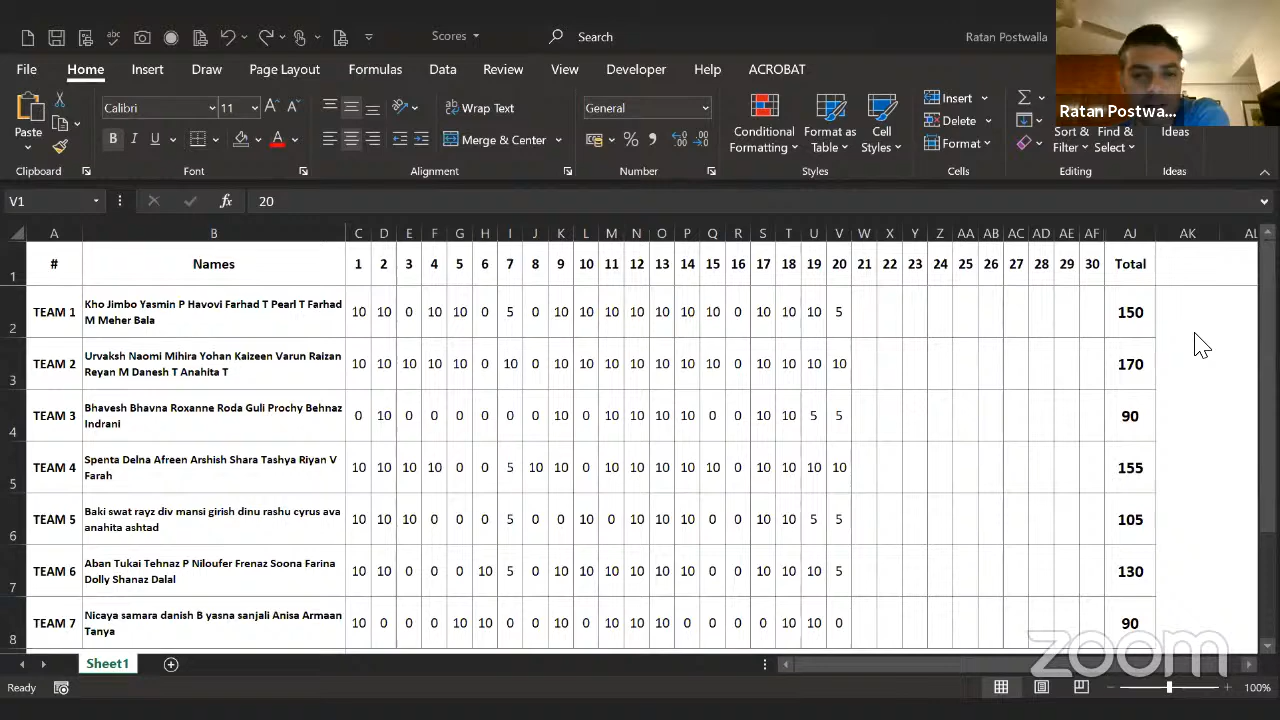 Scores
Search
Ratan Postwalla
Ratan Postwa...
File Home Insert Draw Page Layout Formulas Data Review View Developer Help ACROBAT
Paste
Calibri 11
B I U
Wrap Text
Merge & Center
General
Conditional Formatting
Format as Table
Cell Styles
Insert
Delete
Format
Sort & Filter
Find & Select
Ideas
Clipboard Font Alignment Number Styles Cells Editing Ideas
V1 fx 20
A B C D E F G H I J K L M N O P Q R S T U V W X Y Z AA AB AC AD AE AF AJ AK AL
1 # Names 1 2 3 4 5 6 7 8 9 10 11 12 13 14 15 16 17 18 19 20 21 22 23 24 25 26 27 28 29 30 Total
2 TEAM 1 Kho Jimbo Yasmin P Havovi Farhad T Pearl T Farhad
M Meher Bala 10 10 0 10 10 0 5 0 10 10 10 10 10 10 10 0 10 10 10 5 150
3 TEAM 2 Urvaksh Naomi Mihira Yohan Kaizeen Varun Raizan
Reyan M Danesh T Anahita T 10 10 10 10 10 0 10 0 10 10 10 10 10 10 10 0 10 10 10 10 170
4 TEAM 3 Bhavesh Bhavna Roxanne Roda Guli Prochy Behnaz
Indrani 0 10 0 0 0 0 0 0 10 0 10 10 10 10 0 0 10 10 5 5 90
5 TEAM 4 Spenta Delna Afreen Arshish Shara Tashya Riyan V
Farah 10 10 10 10 0 0 5 10 10 0 10 10 10 10 10 0 10 10 10 10 155
6 TEAM 5 Baki swat rayz div mansi girish dinu rashu cyrus ava
anahita ashtad 10 10 10 0 0 0 5 0 0 10 0 10 10 10 0 0 10 10 5 5 105
7 TEAM 6 Aban Tukai Tehnaz P Niloufer Frenaz Soona Farina
Dolly Shanaz Dalal 10 10 0 0 0 10 5 0 10 10 10 10 10 10 0 0 10 10 10 5 130
8 TEAM 7 Nicaya samara danish B yasna sanjali Anisa Armaan
Tanya 10 0 0 0 10 10 0 0 10 0 10 10 10 0 0 0 10 10 0 0 90
zoom
Sheet1
Ready
100%